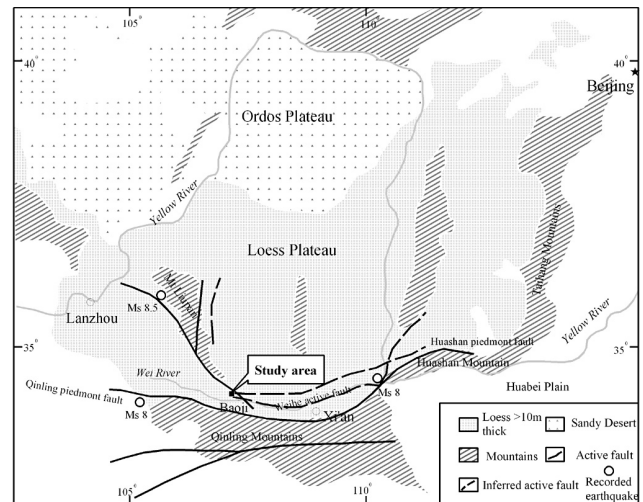 105°
110°
40°
40°
Beijing
Ordos Plateau
Yellow River
Loess Plateau
Taihang Mountains
Ms 8.5
Lanzhou
Yellow River
35°
35°
Huashan piedmont fault
Huashan Mountain
Study area
Wei River
Qinling piedmont fault
Weihe active fault
Ms 8
Huabei Plain
Baoji
Xi'an
Ms 8
Qinling Mountains
Loess >10m
thick
Sandy Desert
Mountains
Active fault
Inferred active fault
Recorded
earthquake
105°
110°